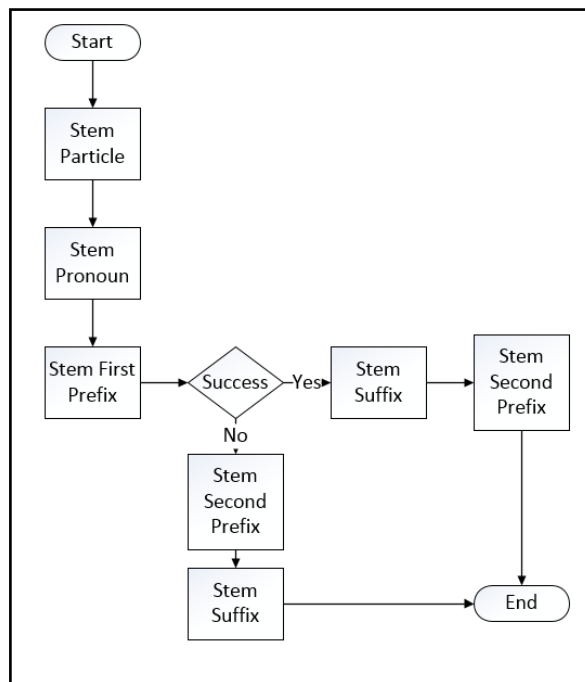 Start
Stem
Particle
Stem
Pronoun
Stem First
Prefix
Success
Yes
Stem
Suffix
Stem
Second
Prefix
No
Stem
Second
Prefix
Stem
Suffix
End